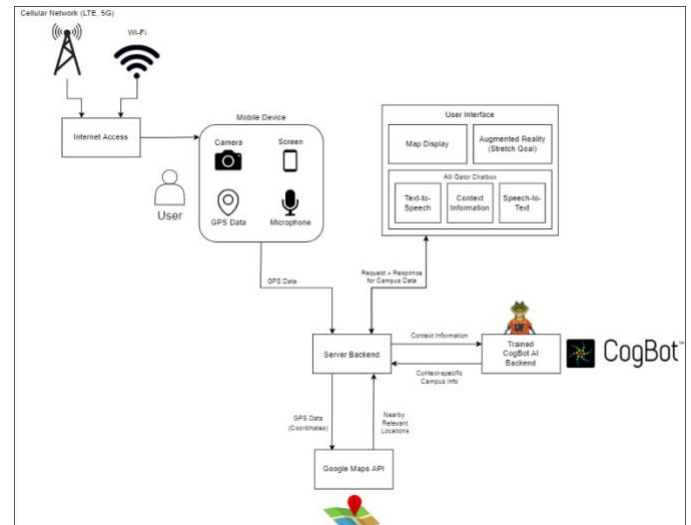 Cellular Network (LTE, 5G)
Wi-Fi
Internet Access
Mobile Device
Camera
Screen
GPS Data
Microphone
User
User Interface
Map Display
Augmented Reality
(Stretch Goal)
All-Gator Chatbox
Text-to-
Speech
Context
Information
Speech-to-
Text
GPS Data
Request + Response
for Campus Data
Server Backend
Context Information
Context-specific
Campus Info
UF
Trained
CogBot AI
Backend
CogBot™
GPS Data
(Coordinates)
Nearby
Relevant
Locations
Google Maps API